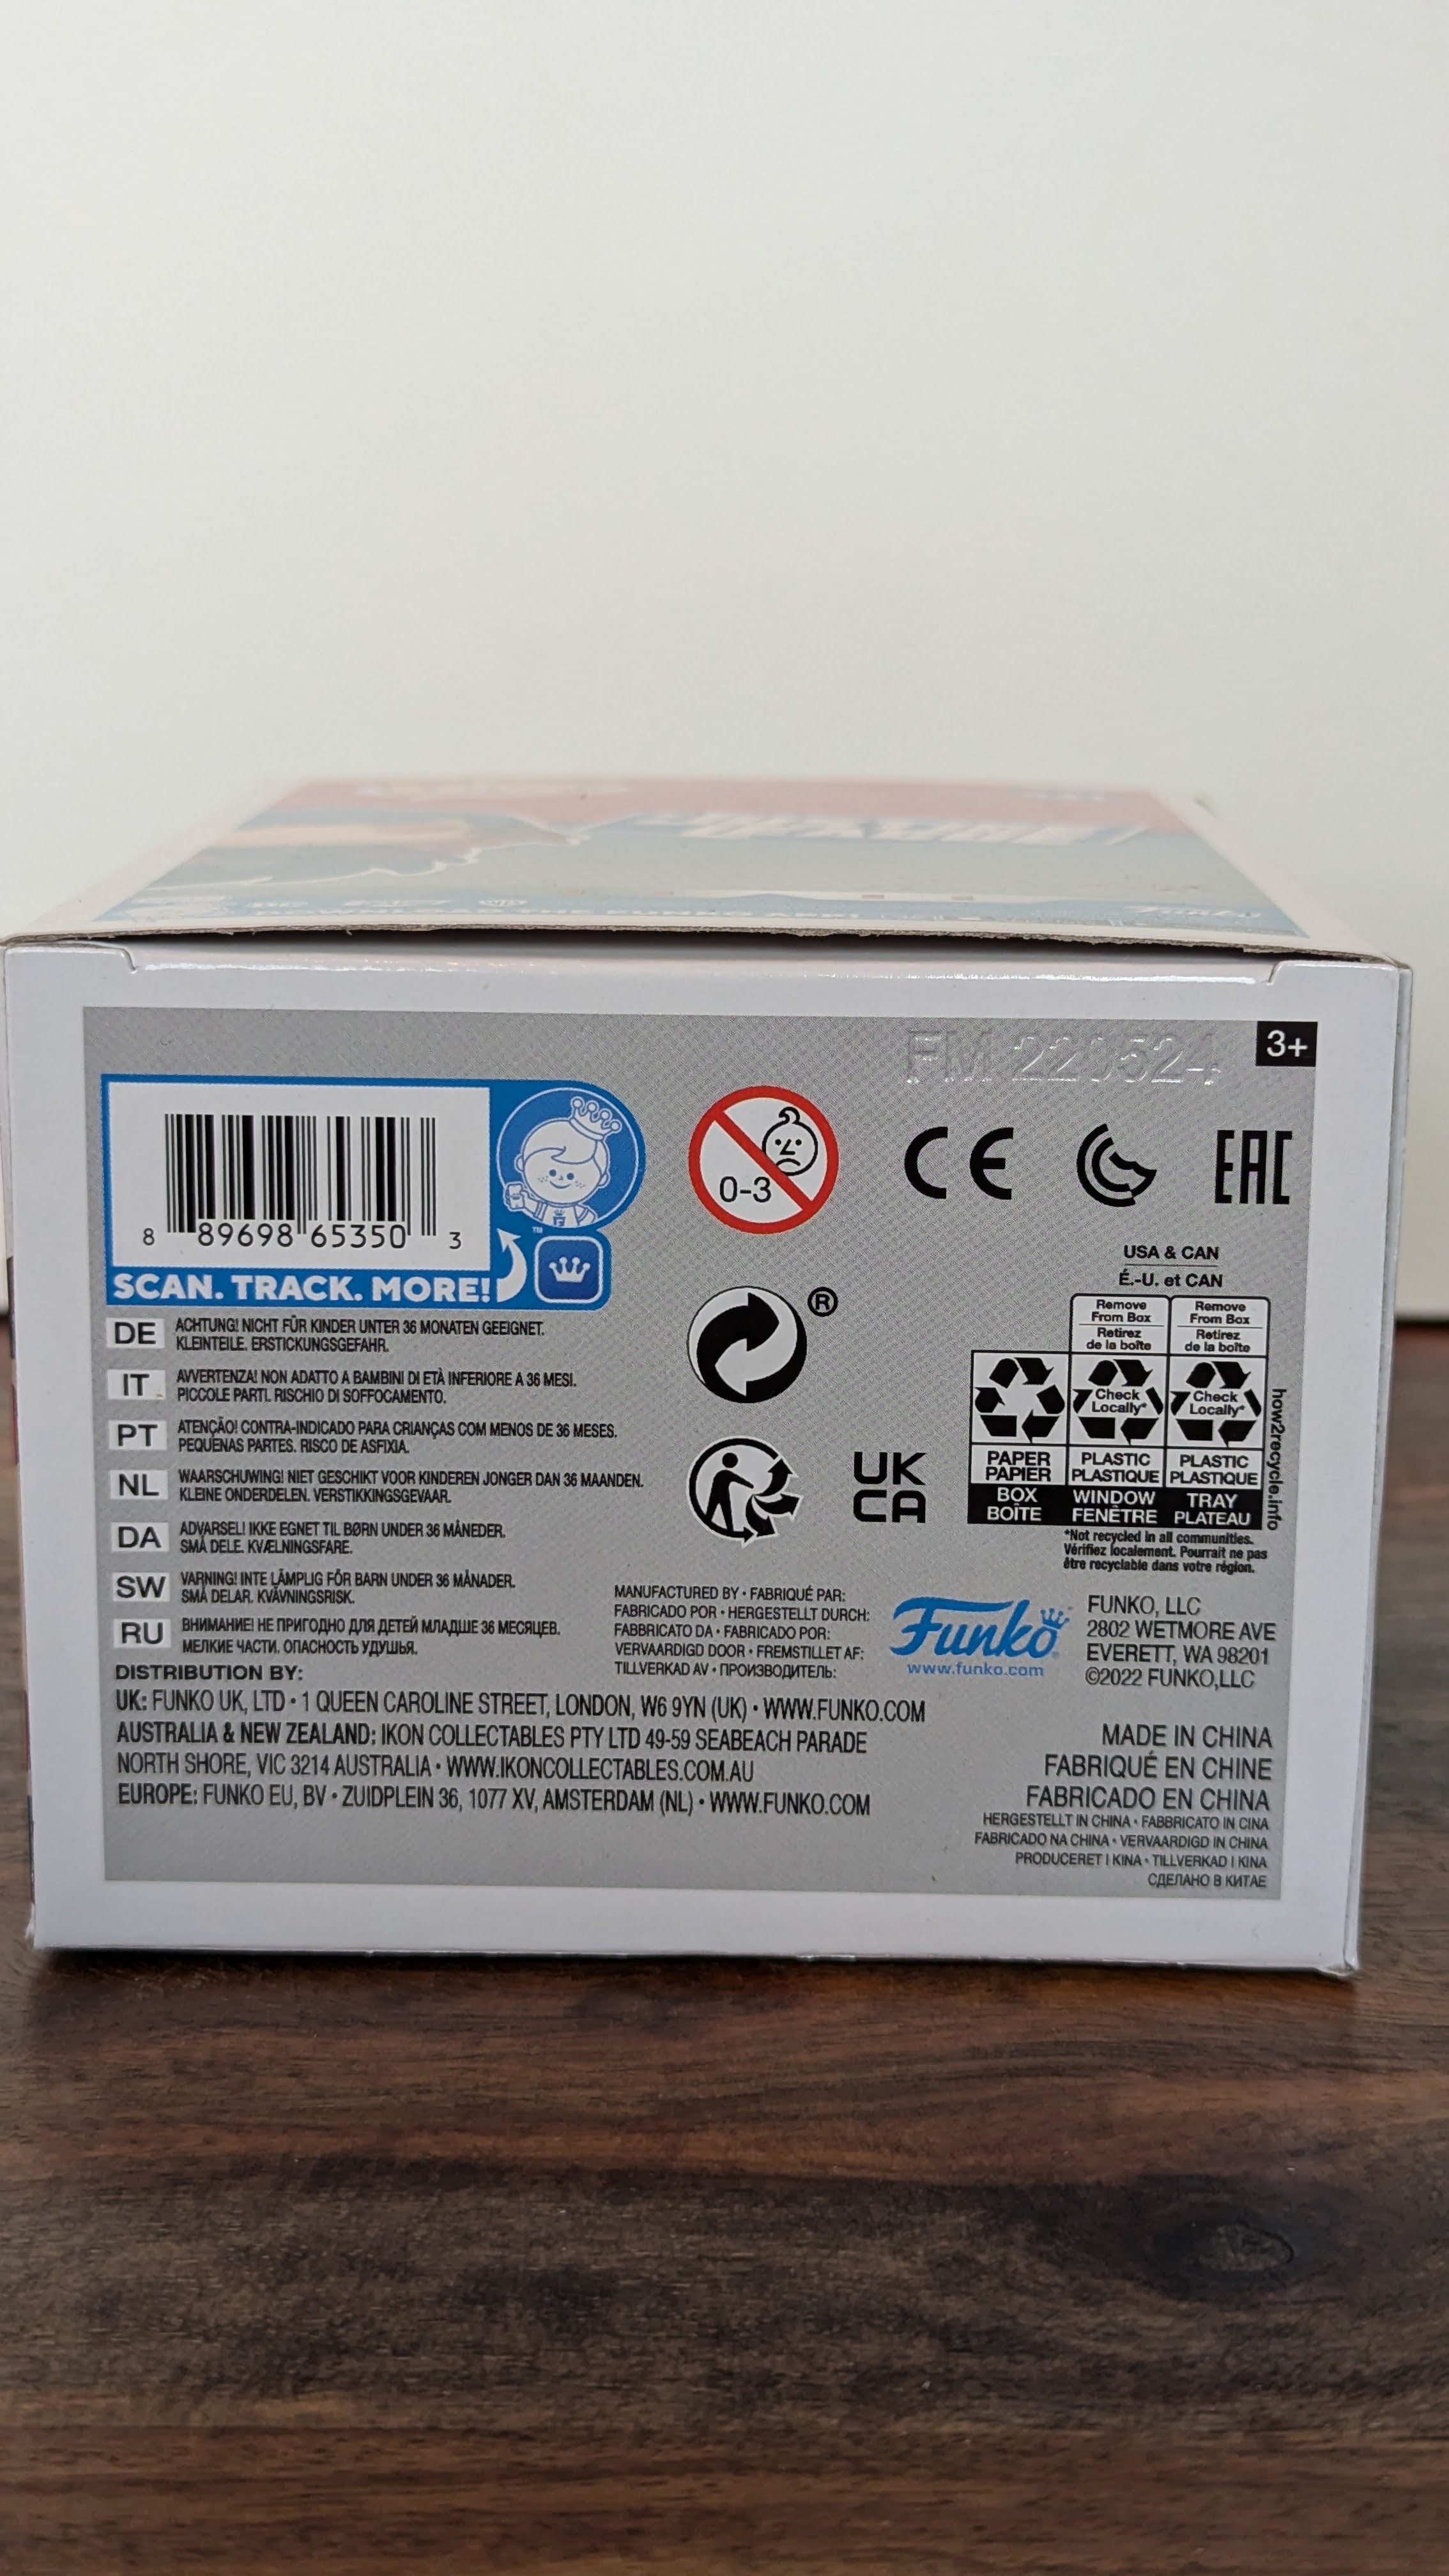 FM 220524
3+
8 89698 65350 3
™
SCAN. TRACK. MORE!
0-3
CE
EAC
®
UK
CA
USA & CAN
É.-U. et CAN
Remove
From Box
Retirez
de la boîte
Remove
From Box
Retirez
de la boîte
Check
Locally*
Check
Locally*
PAPER
PAPIER
PLASTIC
PLASTIQUE
PLASTIC
PLASTIQUE
BOX
BOÎTE
WINDOW
FENÊTRE
TRAY
PLATEAU
how2recycle.info
*Not recycled in all communities.
Vérifiez localement. Pourrait ne pas
être recyclable dans votre région.
DE ACHTUNG! NICHT FÜR KINDER UNTER 36 MONATEN GEEIGNET.
KLEINTEILE. ERSTICKUNGSGEFAHR.
IT AVVERTENZA! NON ADATTO A BAMBINI DI ETÀ INFERIORE A 36 MESI.
PICCOLE PARTI. RISCHIO DI SOFFOCAMENTO.
PT ATENÇÃO! CONTRA-INDICADO PARA CRIANÇAS COM MENOS DE 36 MESES.
PEQUENAS PARTES. RISCO DE ASFIXIA.
NL WAARSCHUWING! NIET GESCHIKT VOOR KINDEREN JONGER DAN 36 MAANDEN.
KLEINE ONDERDELEN. VERSTIKKINGSGEVAAR.
DA ADVARSEL! IKKE EGNET TIL BØRN UNDER 36 MÅNEDER.
SMÅ DELE. KVÆLNINGSFARE.
SW VARNING! INTE LÄMPLIG FÖR BARN UNDER 36 MÅNADER.
SMÅ DELAR. KVÄVNINGSRISK.
RU ВНИМАНИЕ! НЕ ПРИГОДНО ДЛЯ ДЕТЕЙ МЛАДШЕ 36 МЕСЯЦЕВ.
МЕЛКИЕ ЧАСТИ. ОПАСНОСТЬ УДУШЬЯ.
MANUFACTURED BY • FABRIQUÉ PAR:
FABRICADO POR • HERGESTELLT DURCH:
FABBRICATO DA • FABRICADO POR:
VERVAARDIGD DOOR • FREMSTILLET AF:
TILLVERKAD AV • ПРОИЗВОДИТЕЛЬ:
Funko
www.funko.com
FUNKO, LLC
2802 WETMORE AVE
EVERETT, WA 98201
©2022 FUNKO,LLC
DISTRIBUTION BY:
UK: FUNKO UK, LTD • 1 QUEEN CAROLINE STREET, LONDON, W6 9YN (UK) • WWW.FUNKO.COM
AUSTRALIA & NEW ZEALAND: IKON COLLECTABLES PTY LTD 49-59 SEABEACH PARADE
NORTH SHORE, VIC 3214 AUSTRALIA • WWW.IKONCOLLECTABLES.COM.AU
EUROPE: FUNKO EU, BV • ZUIDPLEIN 36, 1077 XV, AMSTERDAM (NL) • WWW.FUNKO.COM
MADE IN CHINA
FABRIQUÉ EN CHINE
FABRICADO EN CHINA
HERGESTELLT IN CHINA • FABBRICATO IN CINA
FABRICADO NA CHINA • VERVAARDIGD IN CHINA
PRODUCERET I KINA • TILLVERKAD I KINA
СДЕЛАНО В КИТАЕ